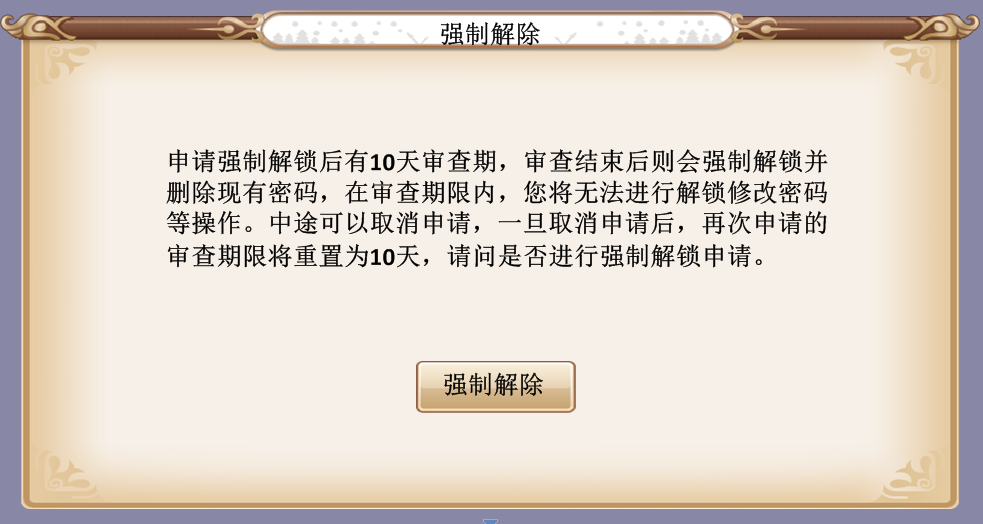 强制解除
申请强制解锁后有10天审查期，审查结束后则会强制解锁并
删除现有密码，在审查期限内，您将无法进行解锁修改密码
等操作。中途可以取消申请，一旦取消申请后，再次申请的
审查期限将重置为10天，请问是否进行强制解锁申请。
强制解除